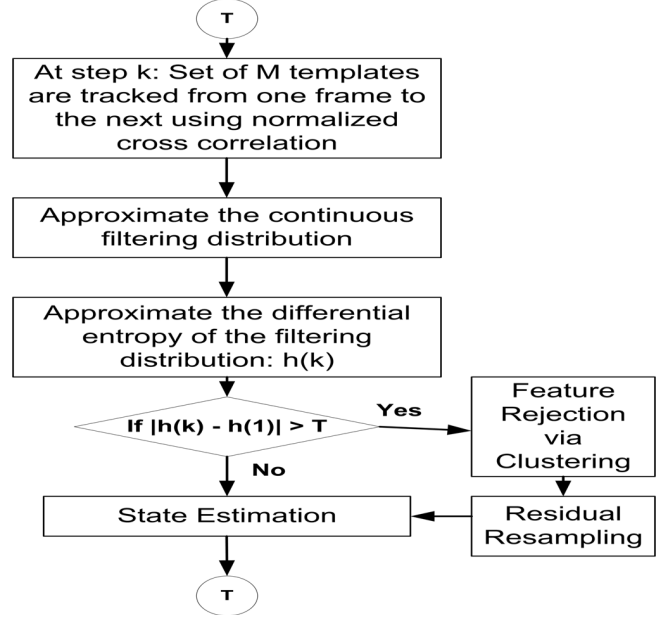 T
At step k: Set of M templates
are tracked from one frame to
the next using normalized
cross correlation
Approximate the continuous
filtering distribution
Approximate the differential
entropy of the filtering
distribution: h(k)
If |h(k) - h(1)| > T
Yes
Feature
Rejection
via
Clustering
No
State Estimation
Residual
Resampling
T